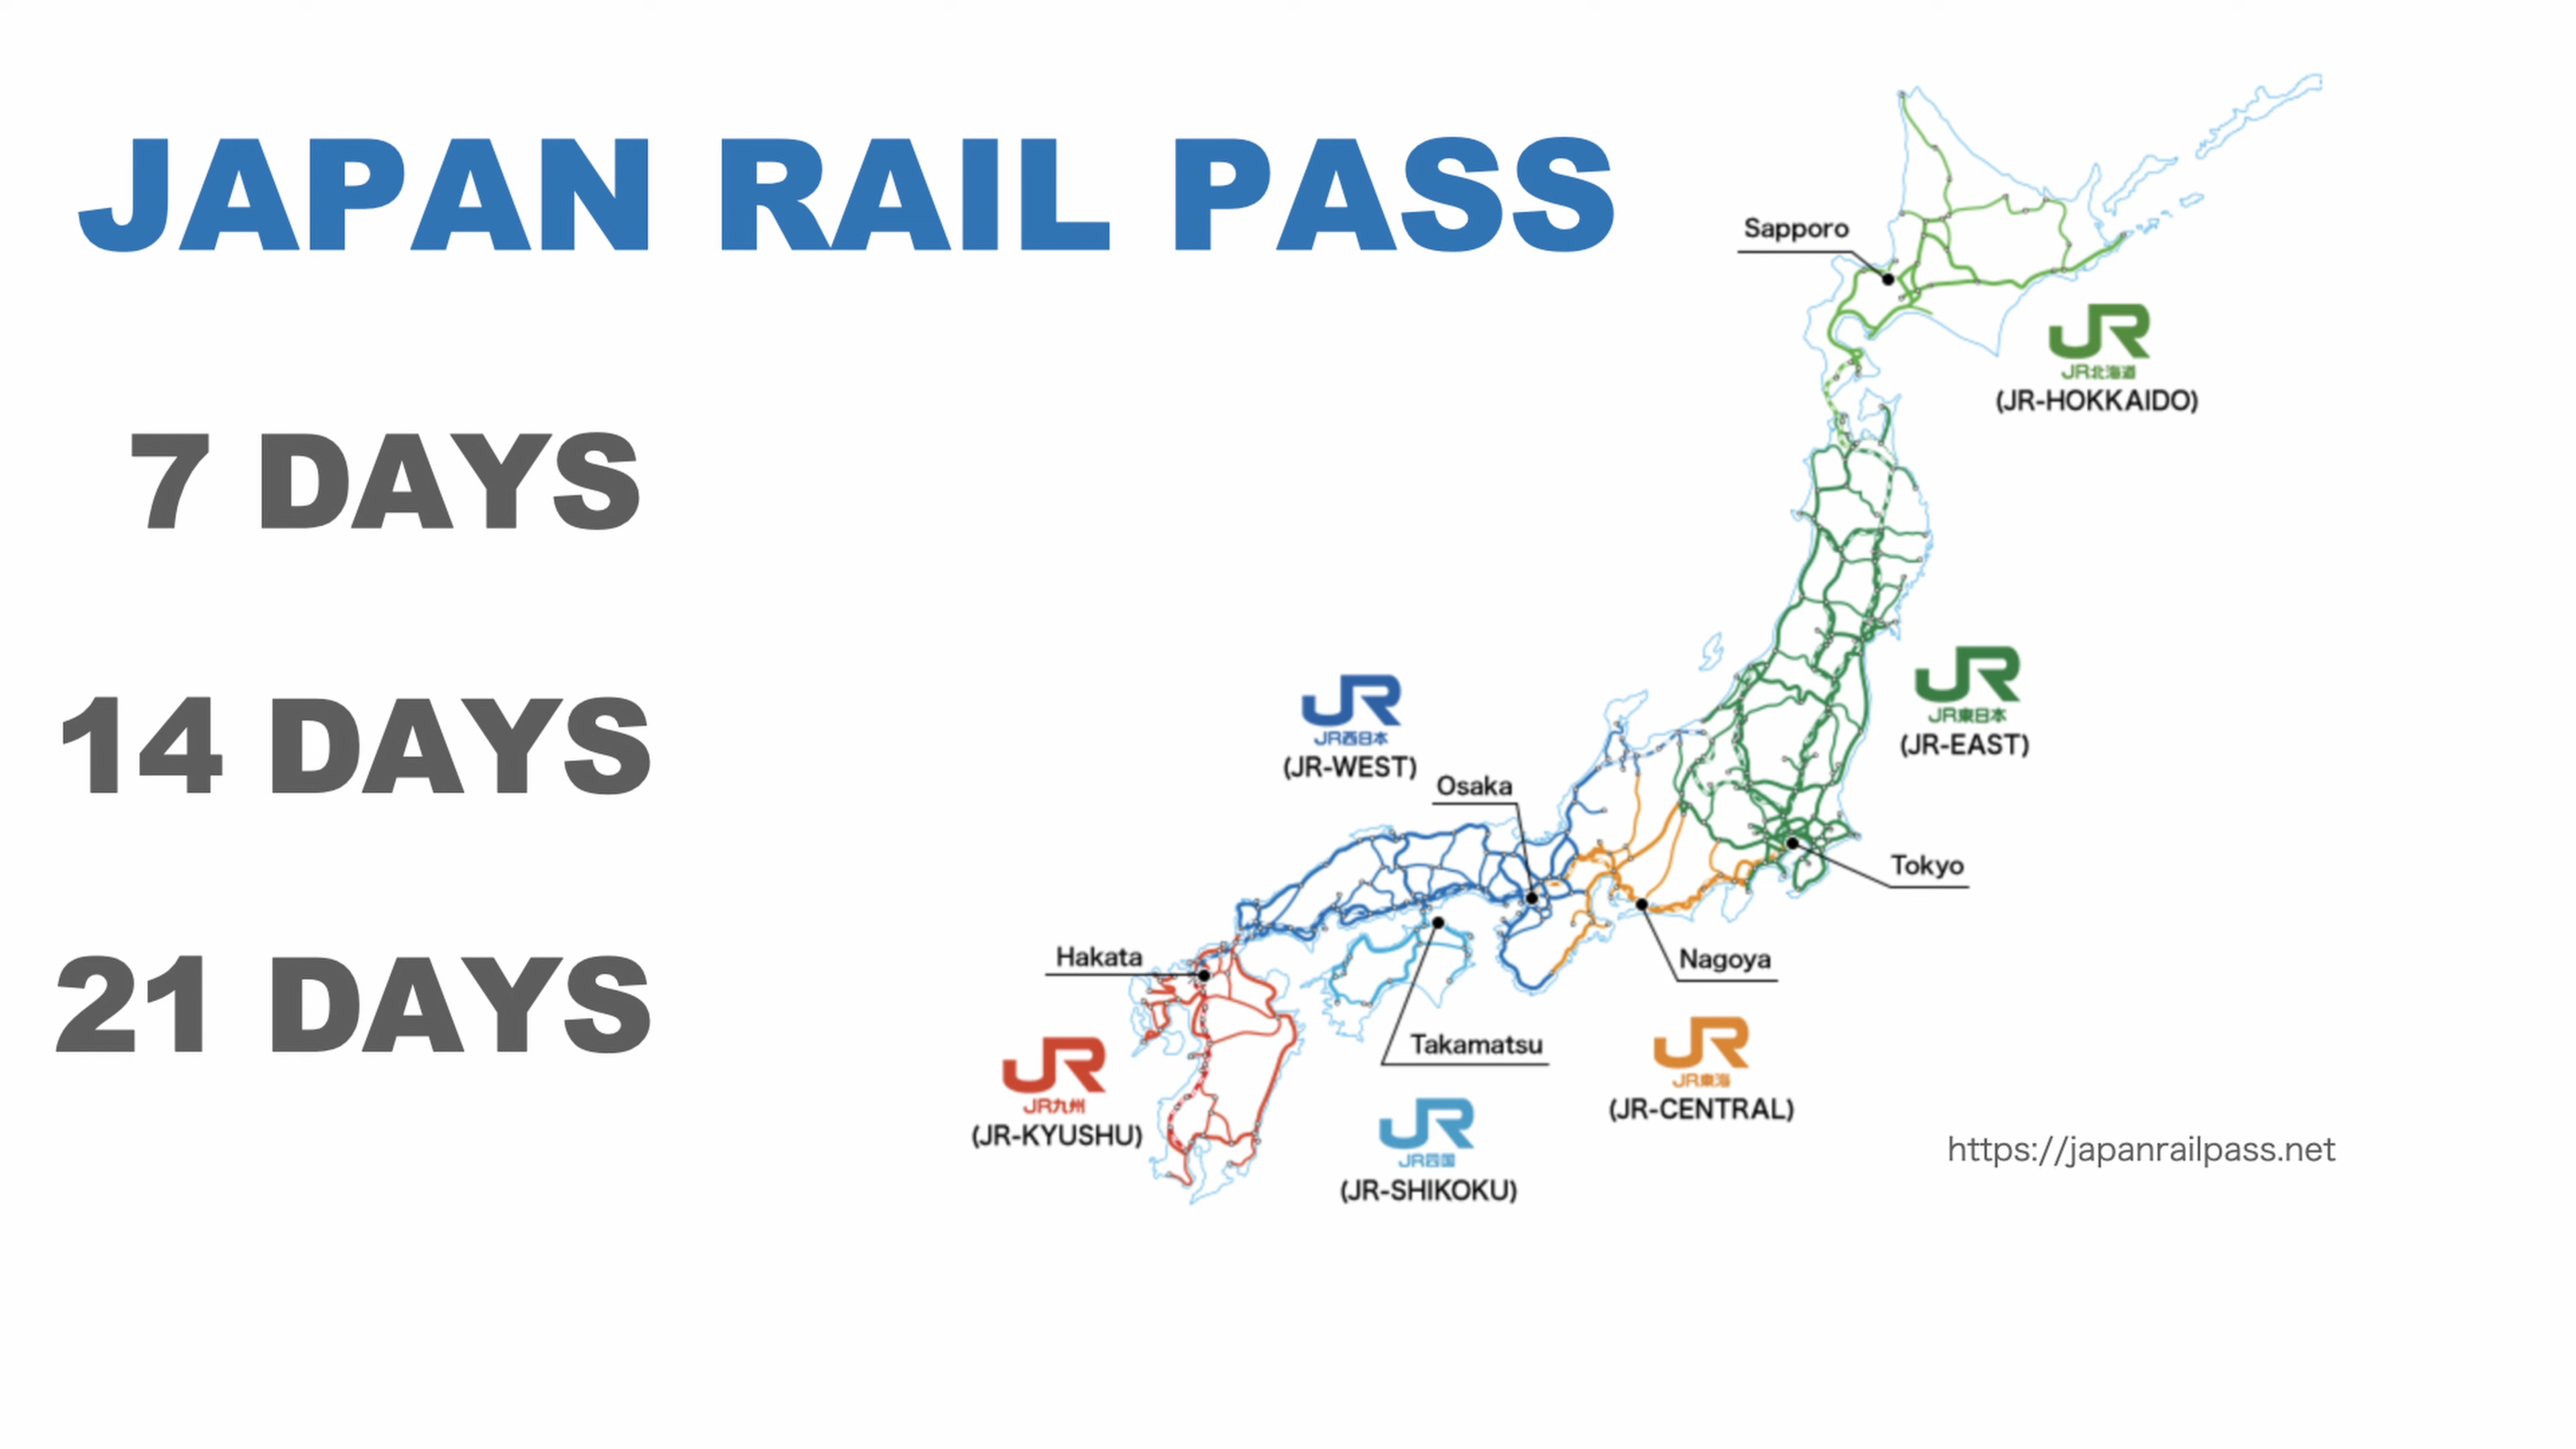 JAPAN RAIL PASS
7 DAYS
14 DAYS
21 DAYS
Sapporo
JR
JR北海道
(JR-HOKKAIDO)
JR
JR東日本
(JR-EAST)
JR
JR西日本
(JR-WEST)
Osaka
Tokyo
Hakata
Nagoya
Takamatsu
JR
JR九州
(JR-KYUSHU)
JR
JR四国
(JR-SHIKOKU)
JR
JR東海
(JR-CENTRAL)
https://japanrailpass.net